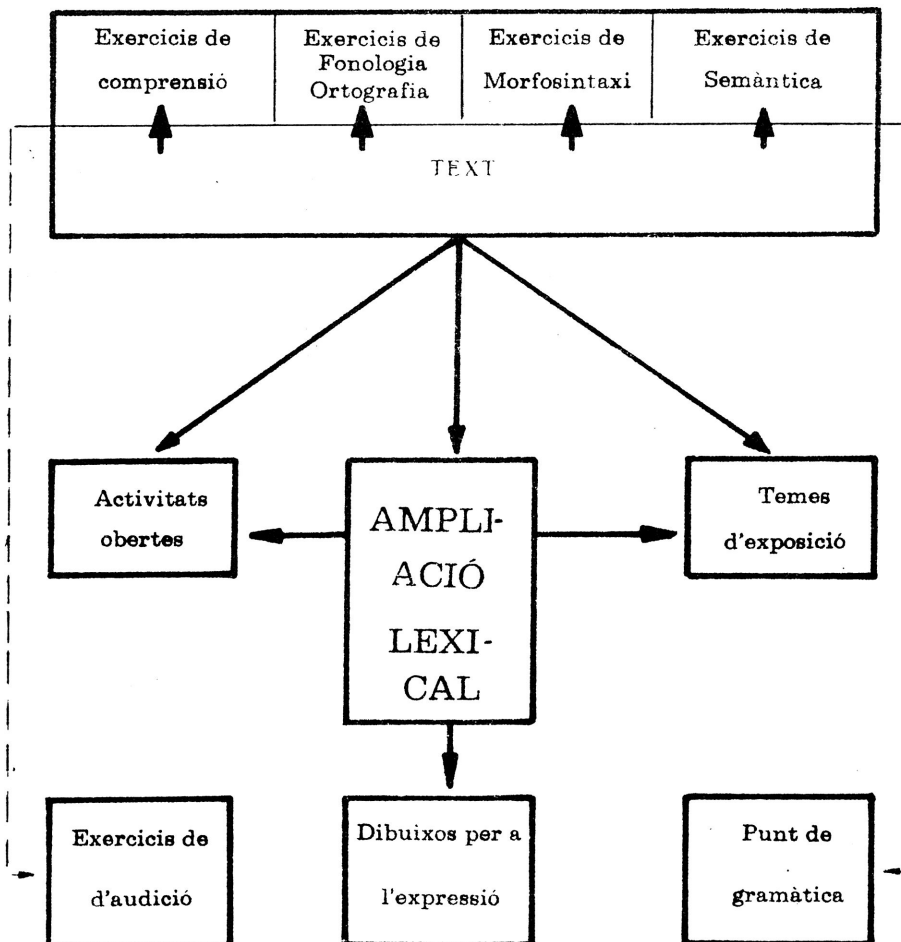 Exercicis de
comprensió
Exercicis de
Fonologia
Ortografia
Exercicis de
Morfosintaxi
Exercicis de
Semàntica
TEXT
Activitats
obertes
AMPLI-
ACIÓ
LEXI-
CAL
Temes
d'exposició
Exercicis de
d'audició
Dibuixos per a
l'expressió
Punt de
gramàtica